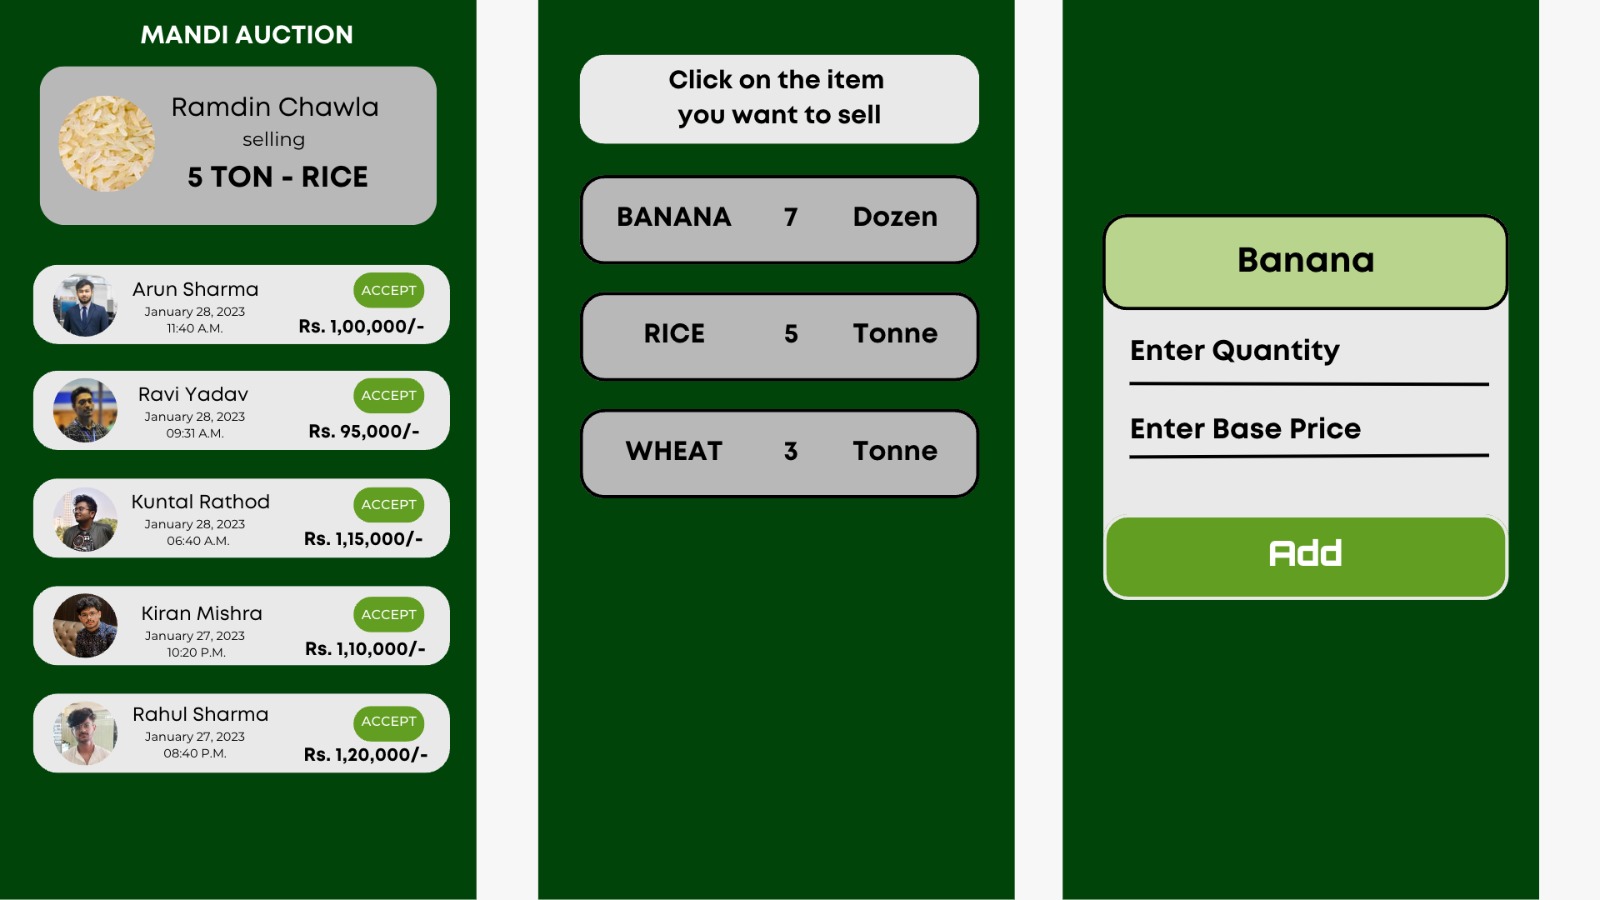 MANDI AUCTION
Ramdin Chawla
selling
5 TON - RICE
Arun Sharma
January 28, 2023
11:40 A.M.
ACCEPT
Rs. 1,00,000/-
Ravi Yadav
January 28, 2023
09:31 A.M.
ACCEPT
Rs. 95,000/-
Kuntal Rathod
January 28, 2023
06:40 A.M.
ACCEPT
Rs. 1,15,000/-
Kiran Mishra
January 27, 2023
10:20 P.M.
ACCEPT
Rs. 1,10,000/-
Rahul Sharma
January 27, 2023
08:40 P.M.
ACCEPT
Rs. 1,20,000/-
Click on the item
you want to sell
BANANA 7 Dozen
RICE 5 Tonne
WHEAT 3 Tonne
Banana
Enter Quantity
Enter Base Price
Add